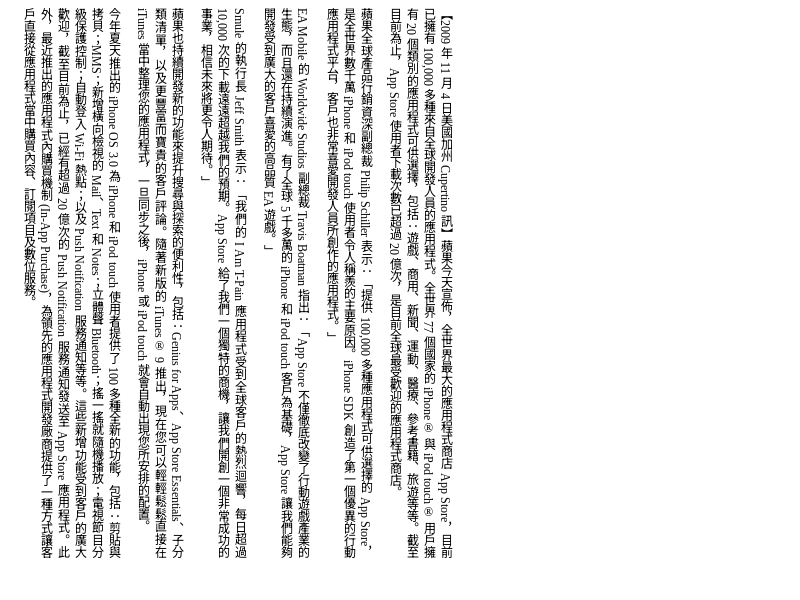 【2009 年 11 月 4 日美國加州 Cupertino 訊】蘋果今天宣佈，全世界最大的應用程式商店 App Store，目前
已擁有 100,000 多種來自全球開發人員的應用程式。全世界 77 個國家的 iPhone® 與 iPod touch® 用戶擁
有 20 個類別的應用程式可供選擇，包括：遊戲、商用、新聞、運動、醫療、參考書籍、旅遊等等。截至
目前為止，App Store 使用者下載次數已超過 20 億次，是目前全球最受歡迎的應用程式商店。
蘋果全球產品行銷資深副總裁 Philip Schiller 表示：「提供 100,000 多種應用程式可供選擇的 App Store，
是全世界數千萬 iPhone 和 iPod touch 使用者令人稱羨的主要原因。iPhone SDK 創造了第一個優異的行動
應用程式平台，客戶也非常喜愛開發人員所創作的應用程式。」
EA Mobile 的 Worldwide Studios 副總裁 Travis Boatman 指出：「App Store 不僅徹底改變了行動遊戲產業的
生態，而且還在持續演進。有了全球 5 千多萬的 iPhone 和 iPod touch 客戶為基礎，App Store 讓我們能夠
開發受到廣大的客戶喜愛的高品質 EA 遊戲。」
Smule 的執行長 Jeff Smith 表示：「我們的 I Am T-Pain 應用程式受到全球客戶的熱烈迴響，每日超過
10,000 次的下載遠遠超越我們的預期。App Store 給了我們一個獨特的商機，讓我們開創一個非常成功的
事業，相信未來將更令人期待。」
蘋果也持續開發新的功能來提升搜尋與探索的便利性，包括：Genius for Apps、App Store Essentials、子分
類清單，以及更豐富而寶貴的客戶評論。隨著新版的 iTunes® 9 推出，現在您可以輕輕鬆鬆直接在
iTunes 當中整理您的應用程式，一旦同步之後，iPhone 或 iPod touch 就會自動出現您所安排的配置。
今年夏天推出的 iPhone OS 3.0 為 iPhone 和 iPod touch 使用者提供了 100 多種全新的功能，包括：剪貼與
拷貝；MMS；新增橫向檢視的 Mail、Text 和 Notes；立體聲 Bluetooth；搖一搖就隨機播放；電視節目分
級保護控制；自動登入 Wi-Fi 熱點；以及 Push Notification 服務通知等等。這些新增功能受到客戶的廣大
歡迎，截至目前為止，已經有超過 20 億次的 Push Notification 服務通知發送至 App Store 應用程式。此
外，最近推出的應用程式內購買機制 (In-App Purchase)，為領先的應用程式開發廠商提供了一種方式讓客
戶直接從應用程式當中購買內容、訂閱項目及數位服務。